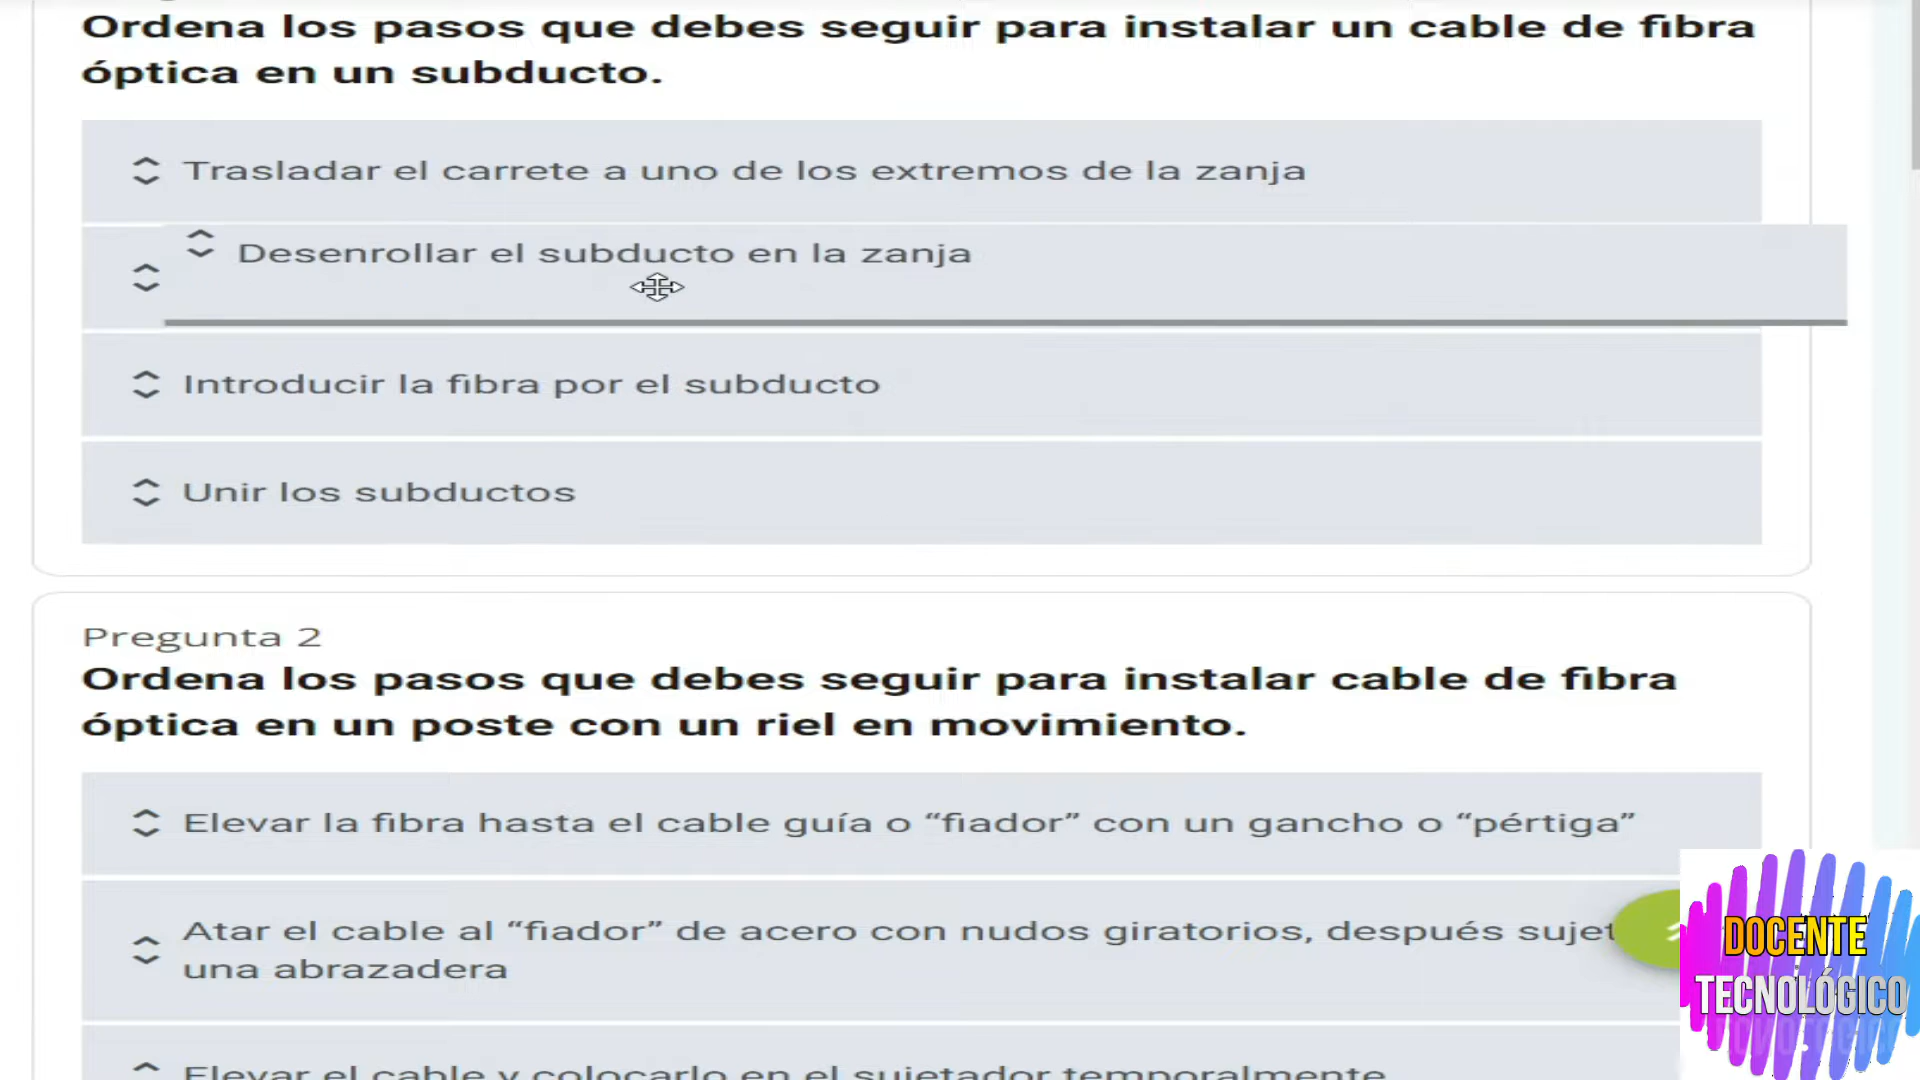 Ordena los pasos que debes seguir para instalar un cable de fibra
óptica en un subducto.
Trasladar el carrete a uno de los extremos de la zanja
Desenrollar el subducto en la zanja
Introducir la fibra por el subducto
Unir los subductos
Pregunta 2
Ordena los pasos que debes seguir para instalar cable de fibra
óptica en un poste con un riel en movimiento.
Elevar la fibra hasta el cable guía o “fiador” con un gancho o “pértiga”
Atar el cable al “fiador” de acero con nudos giratorios, después
una abrazadera
Elevar el cable y colocarlo en el sujetador temporalmente
DOCENTE
TECNOLÓGICO